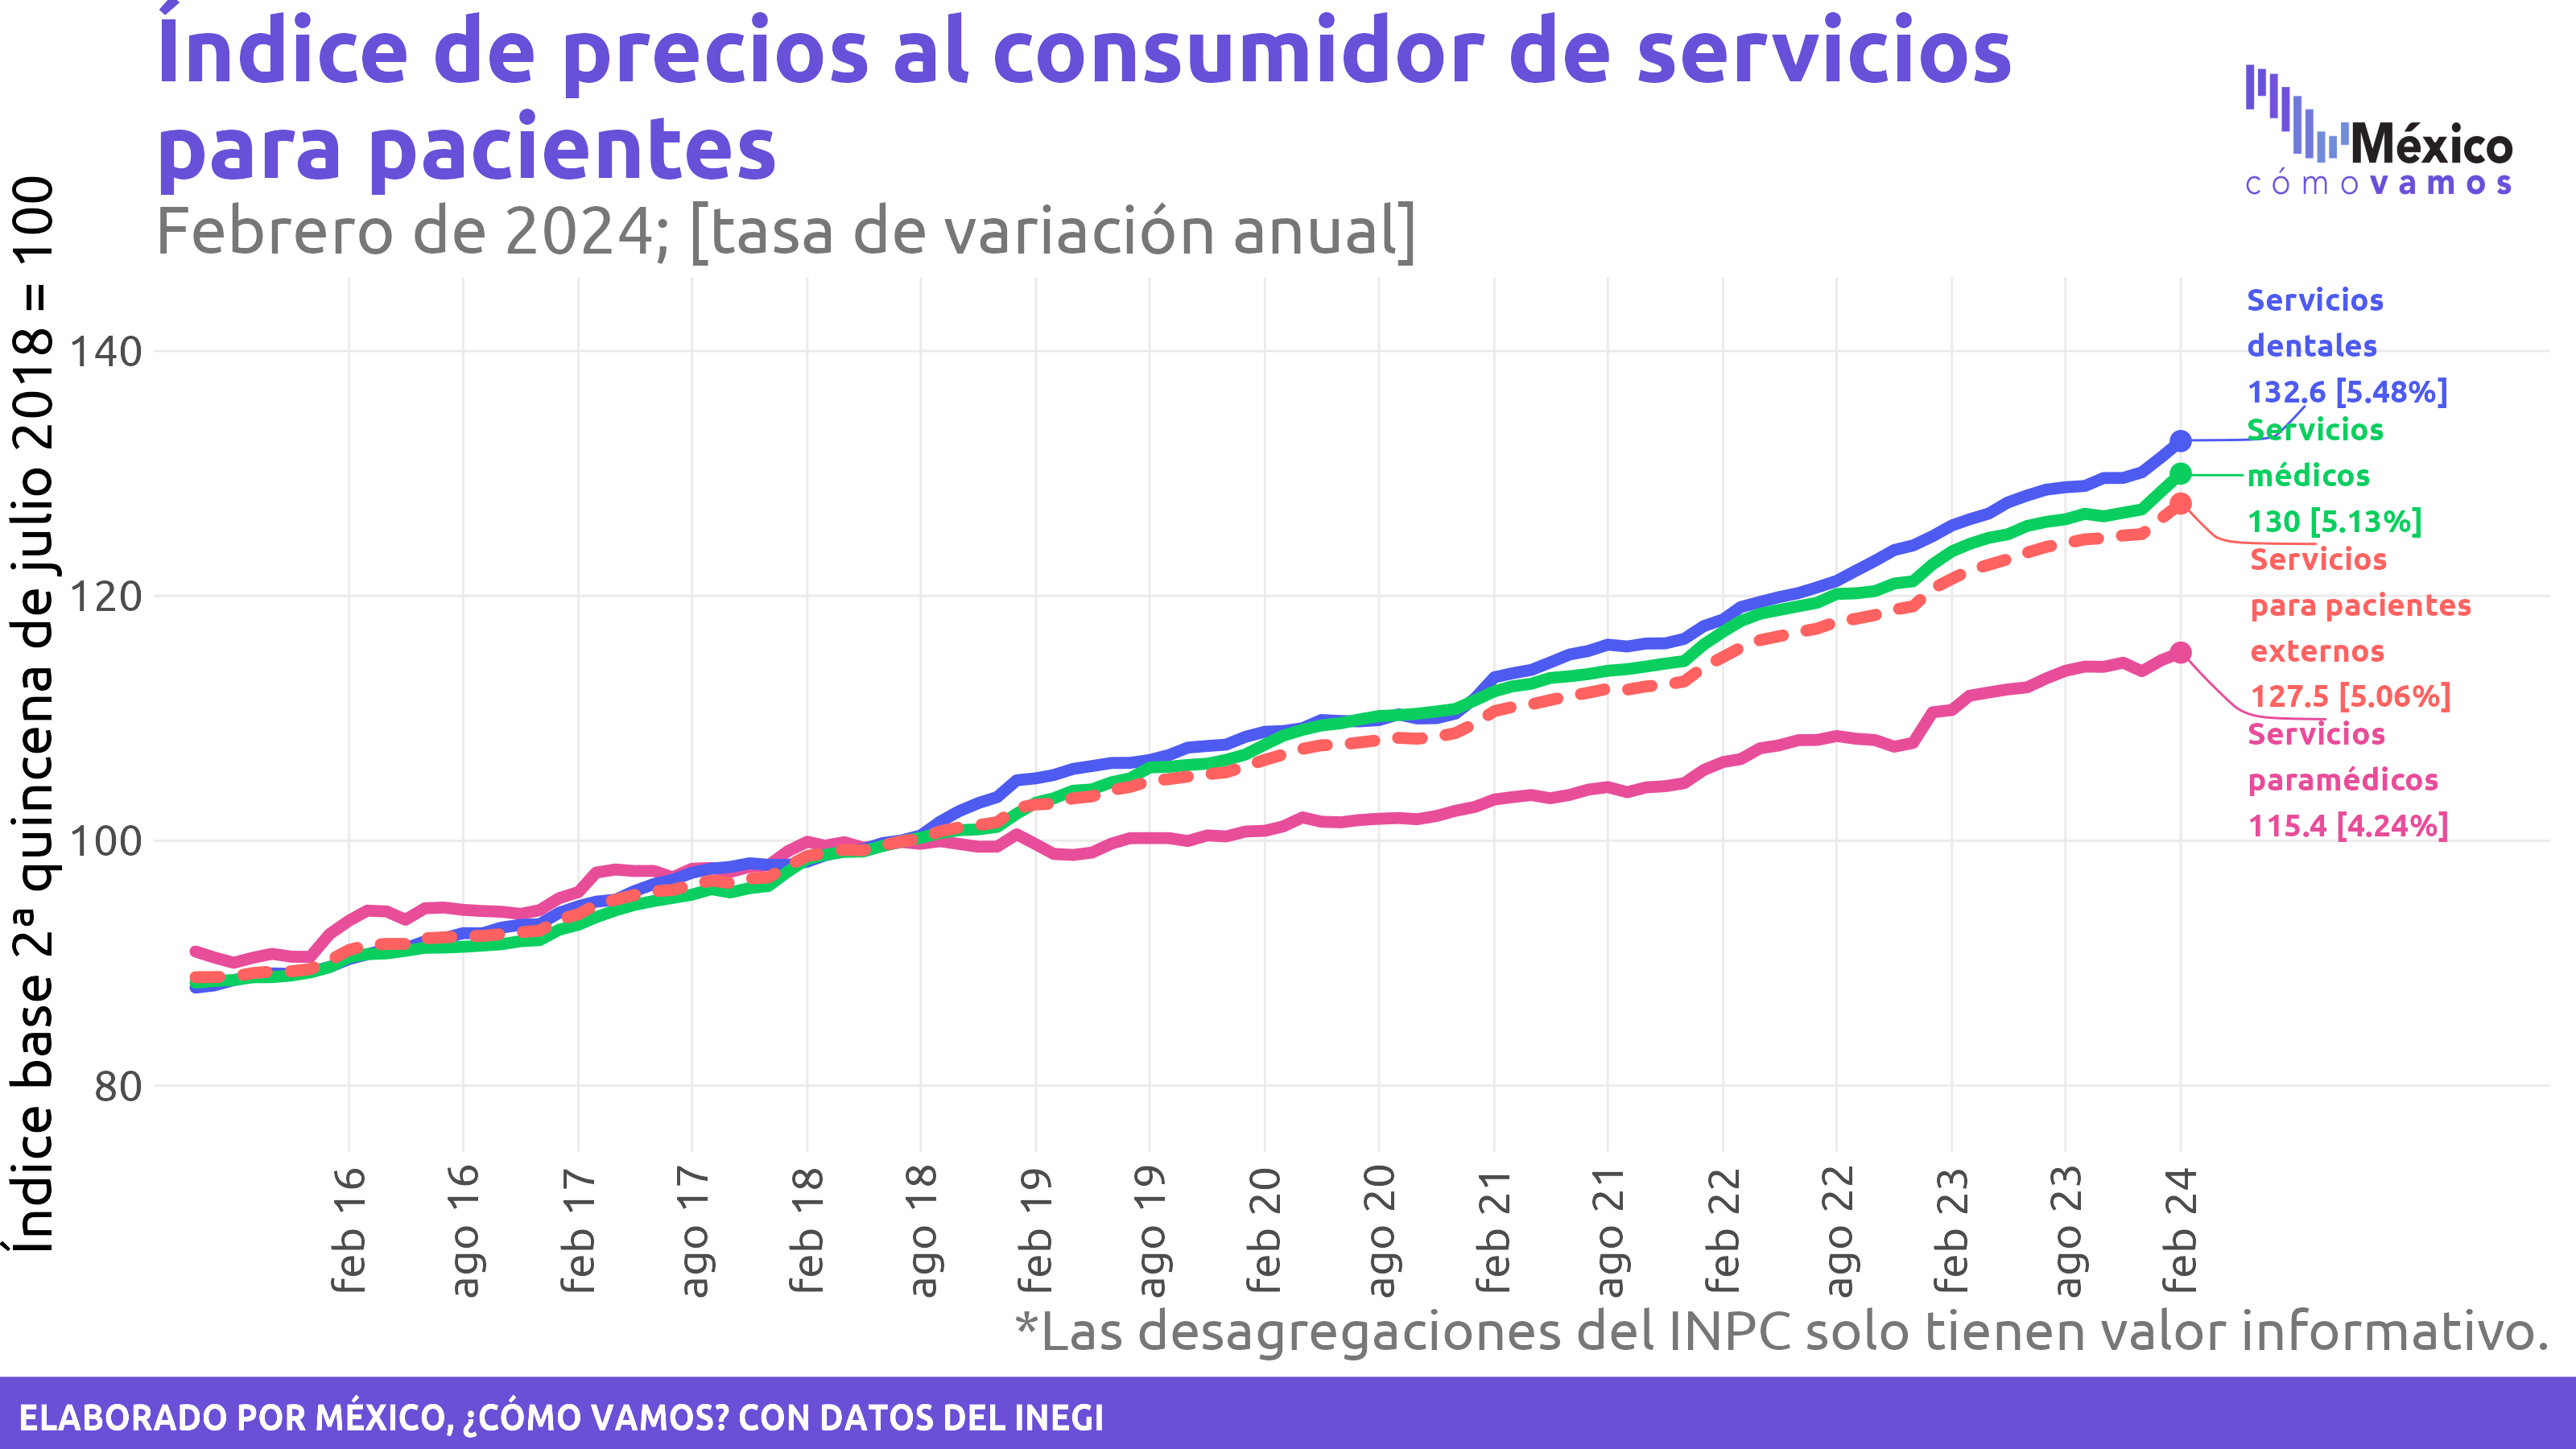 Índice de precios al consumidor de servicios
para pacientes
Febrero de 2024; [tasa de variación anual]
México
cómo vamos
Índice base 2ª quincena de julio 2018 = 100
140
120
100
80
Servicios
dentales
132.6 [5.48%]
Servicios
médicos
130 [5.13%]
Servicios
para pacientes
externos
127.5 [5.06%]
Servicios
paramédicos
115.4 [4.24%]
feb 16
ago 16
feb 17
ago 17
feb 18
ago 18
feb 19
ago 19
feb 20
ago 20
feb 21
ago 21
feb 22
ago 22
feb 23
ago 23
feb 24
*Las desagregaciones del INPC solo tienen valor informativo.
ELABORADO POR MÉXICO, ¿CÓMO VAMOS? CON DATOS DEL INEGI